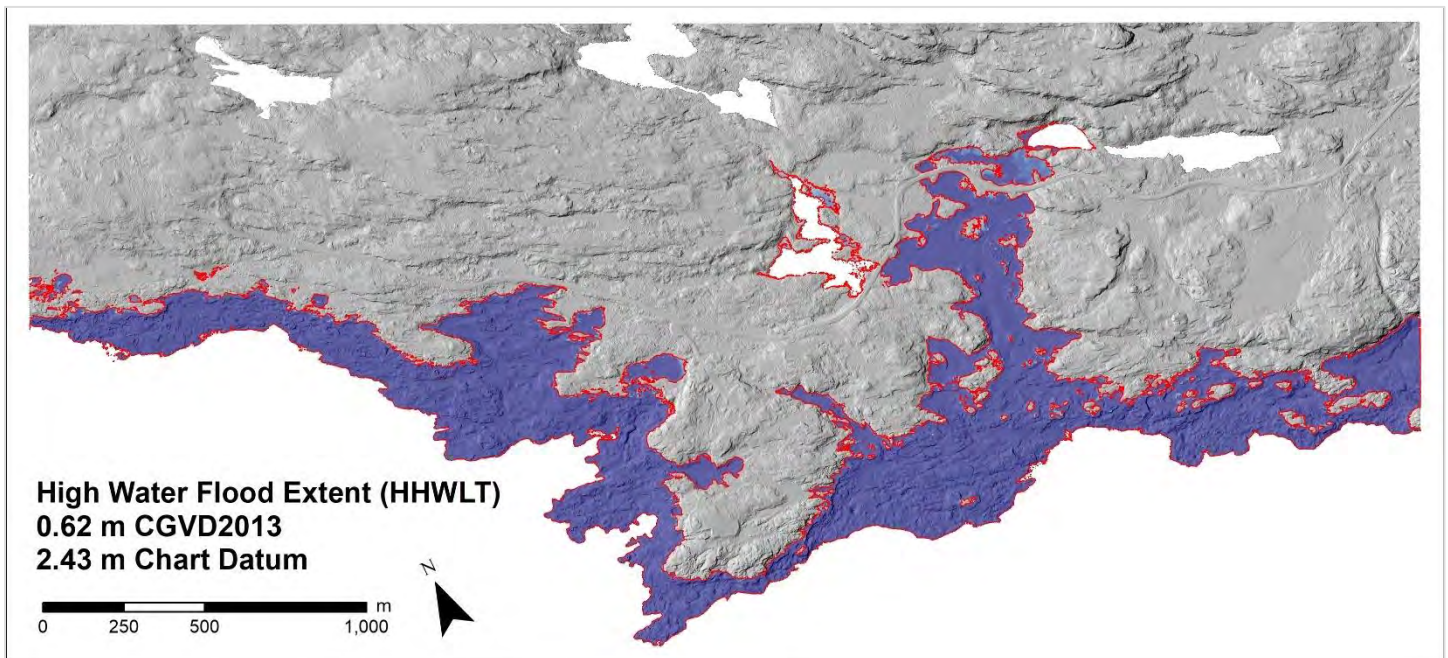 High Water Flood Extent (HHWLT)
0.62 m CGVD2013
2.43 m Chart Datum
N
m
0 250 500 1,000